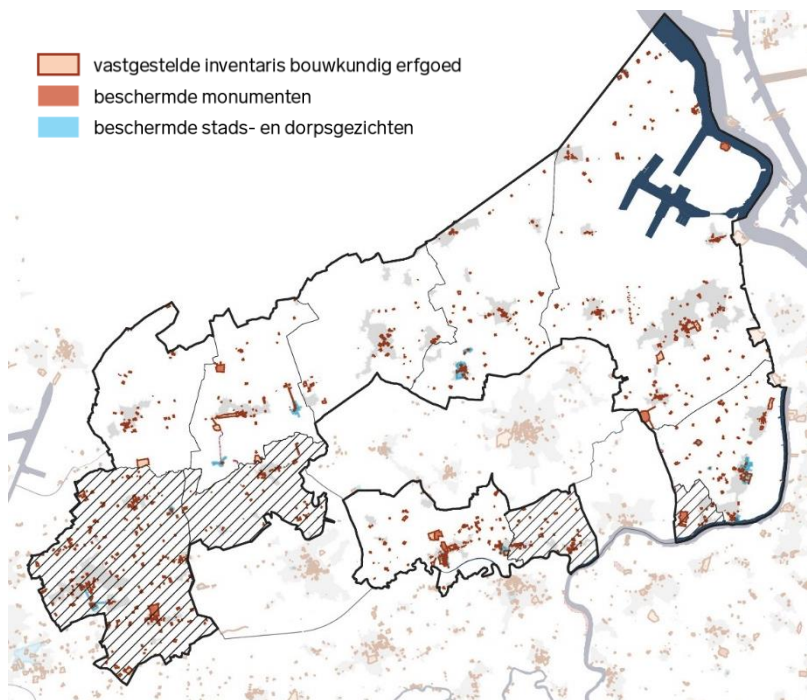 vastgestelde inventaris bouwkundig erfgoed
beschermde monumenten
beschermde stads- en dorpsgezichten